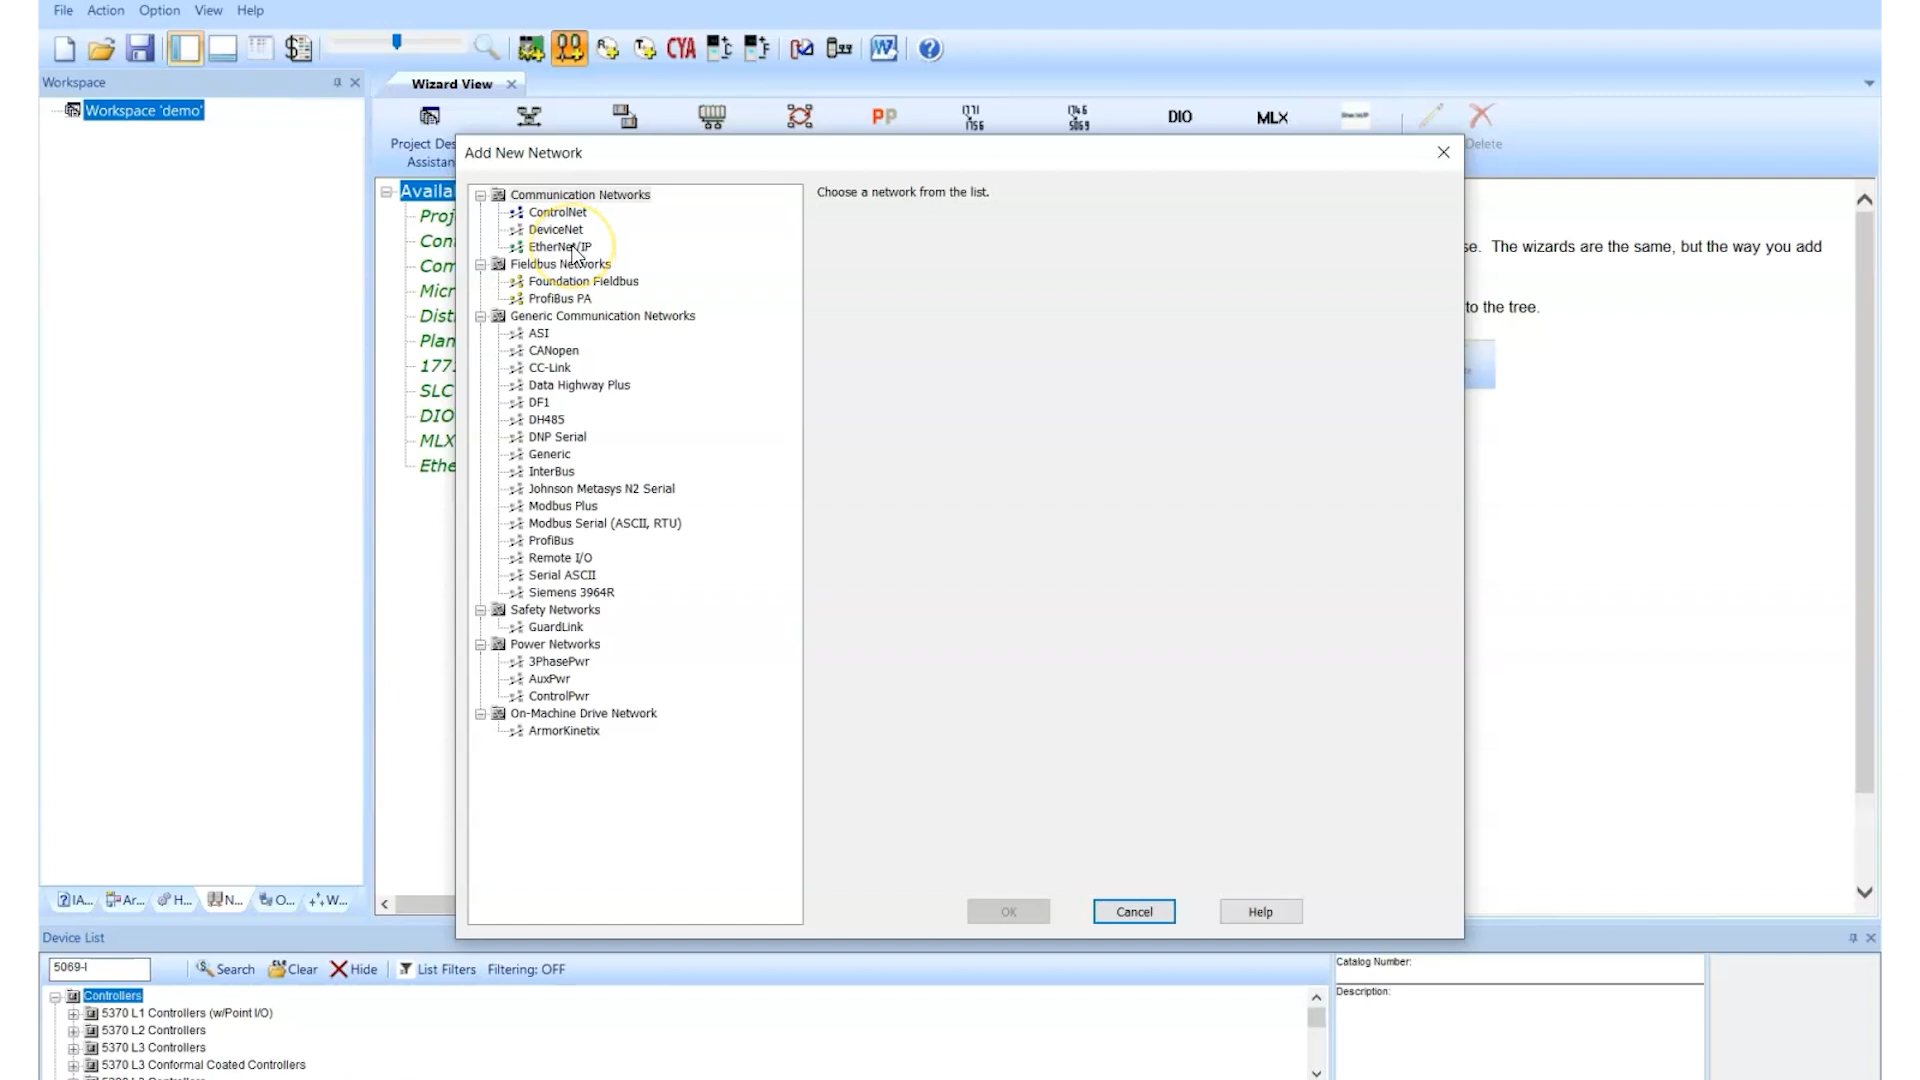 File Action Option View Help
CYA
Workspace
Wizard View
Workspace 'demo'
PP
1771
1756
1746
5069
DIO
MLX
Project Des
Assistan
Delete
Add New Network
Choose a network from the list.
Communication Networks
ControlNet
DeviceNet
EtherNet/IP
Fieldbus Networks
Foundation Fieldbus
ProfiBus PA
Generic Communication Networks
ASI
CANopen
CC-Link
Data Highway Plus
DF1
DH485
DNP Serial
Generic
InterBus
Johnson Metasys N2 Serial
Modbus Plus
Modbus Serial (ASCII, RTU)
ProfiBus
Remote I/O
Serial ASCII
Siemens 3964R
Safety Networks
GuardLink
Power Networks
3PhasePwr
AuxPwr
ControlPwr
On-Machine Drive Network
ArmorKinetix
OK Cancel Help
Availa
Proj
Con
Com
Micr
Dist
Plan
177
SLC
DIO
MLX
Ethe
se. The wizards are the same, but the way you add
to the tree.
IA... Ar... H... N... O... W...
Device List
5069-I Search Clear Hide List Filters Filtering: OFF
Catalog Number:
Description:
Controllers
5370 L1 Controllers (w/Point I/O)
5370 L2 Controllers
5370 L3 Controllers
5370 L3 Conformal Coated Controllers